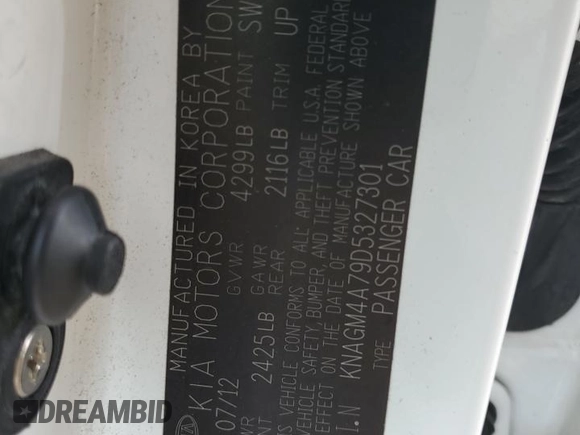 MANUFACTURED IN KOREA BY
KIA MOTORS CORPORATION
07/12 GVWR 4299LB PAINT SW
2425LB GAWR REAR 2116LB TRIM UP
VEHICLE CONFORMS TO ALL APPLICABLE U.S.A. FEDERAL
VEHICLE SAFETY, BUMPER, AND THEFT PREVENTION STANDARD
EFFECT ON THE DATE OF MANUFACTURE SHOWN ABOVE
I.N KNAGM4A79D5327301
TYPE PASSENGER CAR
DREAMBID